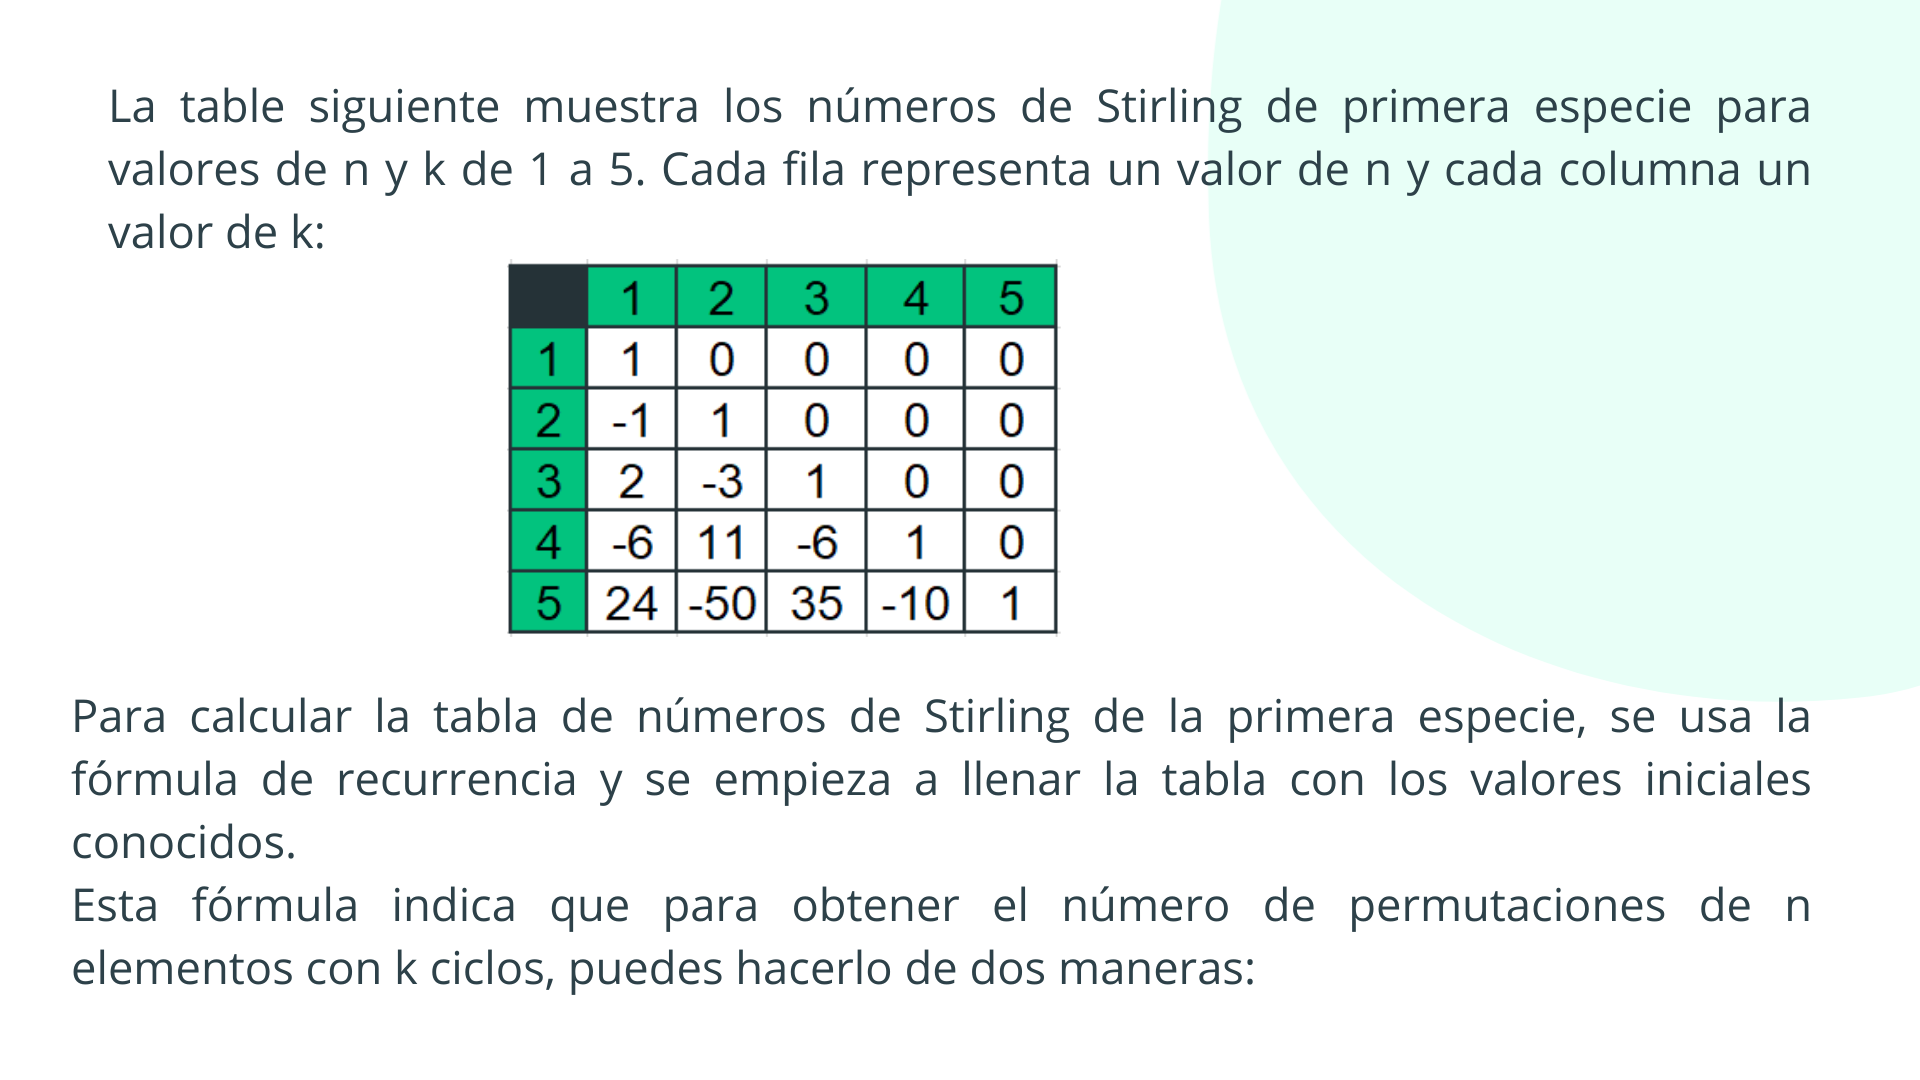 La table siguiente muestra los números de Stirling de primera especie para
valores de n y k de 1 a 5. Cada fila representa un valor de n y cada columna un
valor de k:
1 2 3 4 5
1 1 0 0 0 0
2 -1 1 0 0 0
3 2 -3 1 0 0
4 -6 11 -6 1 0
5 24 -50 35 -10 1
Para calcular la tabla de números de Stirling de la primera especie, se usa la
fórmula de recurrencia y se empieza a llenar la tabla con los valores iniciales
conocidos.
Esta fórmula indica que para obtener el número de permutaciones de n
elementos con k ciclos, puedes hacerlo de dos maneras: